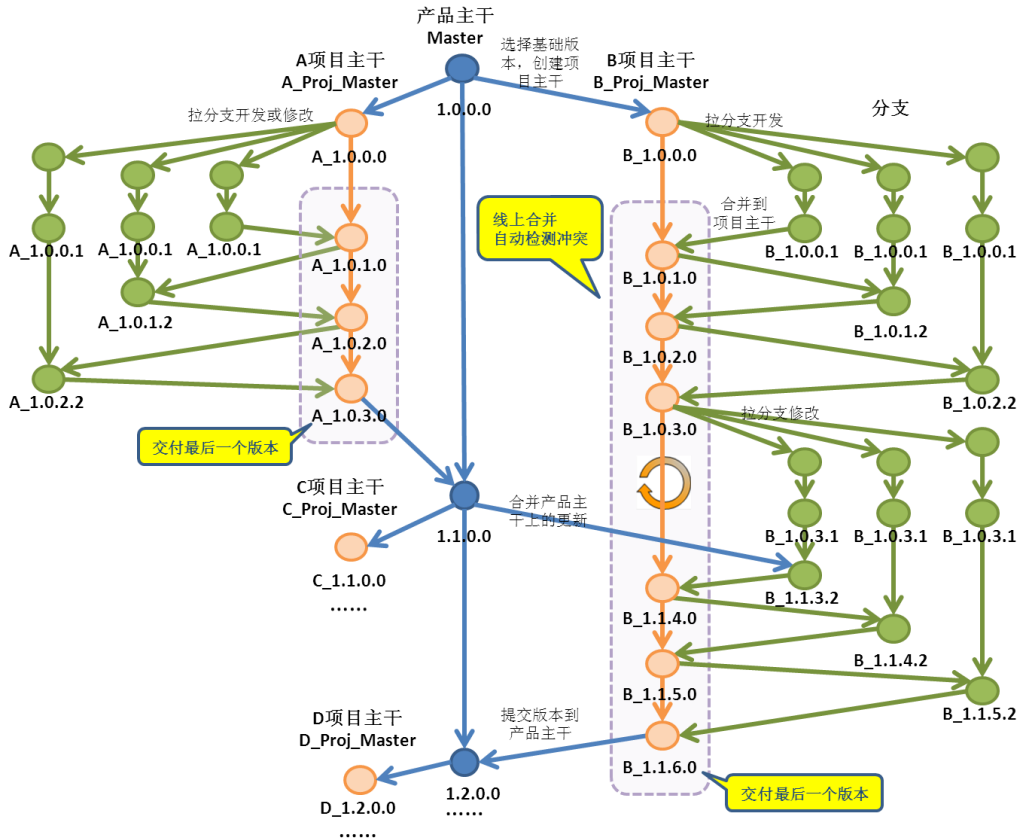 产品主干
Master
选择基础版
本，创建项
目主干
A项目主干
A_Proj_Master
B项目主干
B_Proj_Master
1.0.0.0
分支
拉分支开发或修改
拉分支开发
A_1.0.0.0
B_1.0.0.0
线上合并
自动检测冲突
合并到
项目主干
A_1.0.0.1
A_1.0.0.1
A_1.0.0.1
B_1.0.0.1
B_1.0.0.1
B_1.0.0.1
A_1.0.1.0
B_1.0.1.0
A_1.0.1.2
B_1.0.1.2
A_1.0.2.0
B_1.0.2.0
A_1.0.2.2
B_1.0.2.2
A_1.0.3.0
B_1.0.3.0
拉分支修改
交付最后一个版本
C项目主干
C_Proj_Master
合并产品主
干上的更新
1.1.0.0
B_1.0.3.1
B_1.0.3.1
B_1.0.3.1
C_1.1.0.0
……
B_1.1.3.2
B_1.1.4.0
B_1.1.4.2
B_1.1.5.0
B_1.1.5.2
D项目主干
D_Proj_Master
提交版本到
产品主干
B_1.1.6.0
交付最后一个版本
1.2.0.0
……
D_1.2.0.0
……